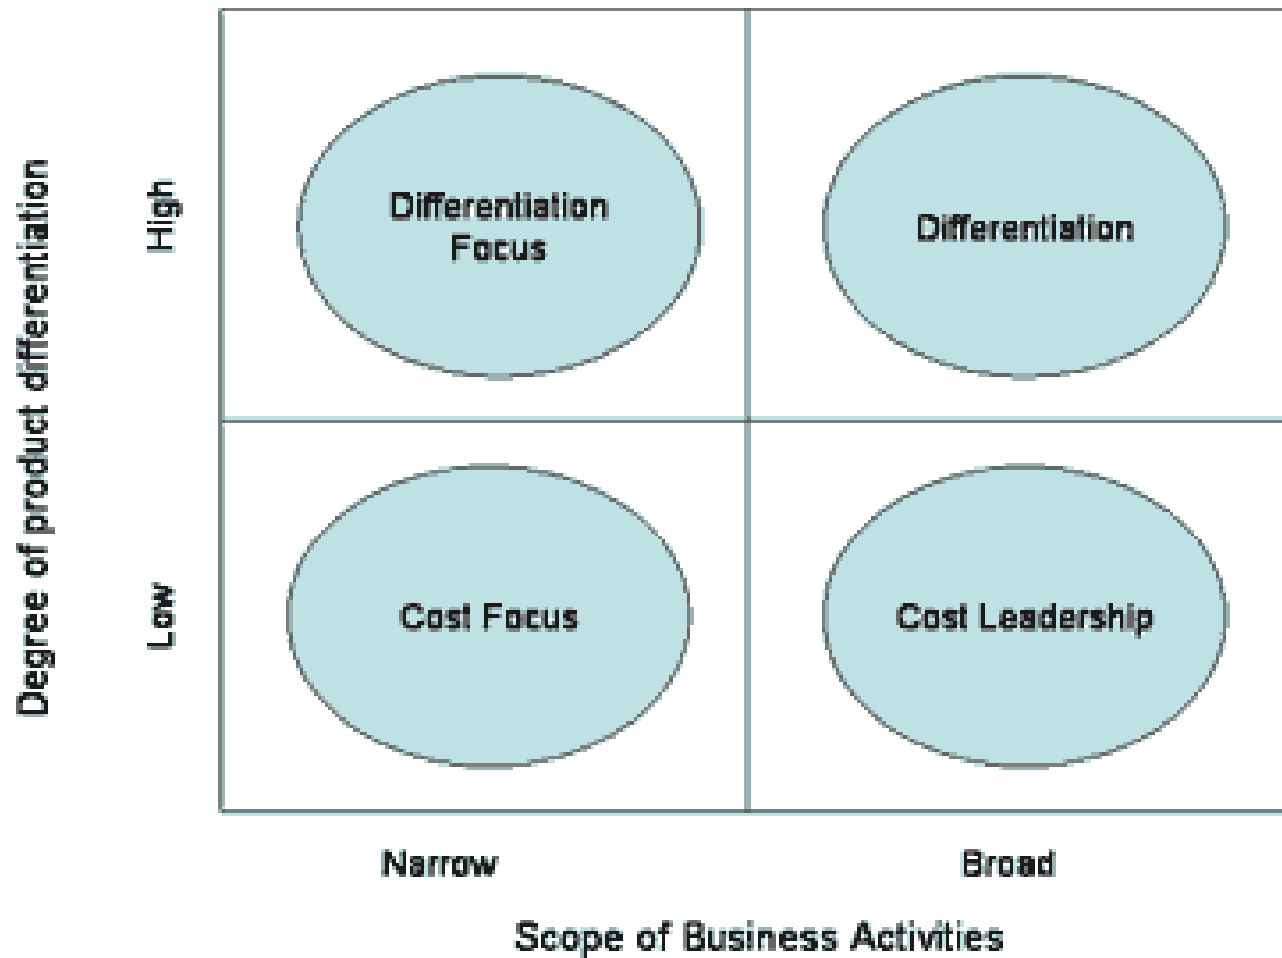 Degree of product differentiation
High
Differentiation
Focus
Differentiation
Low
Cost Focus
Cost Leadership
Narrow
Broad
Scope of Business Activities